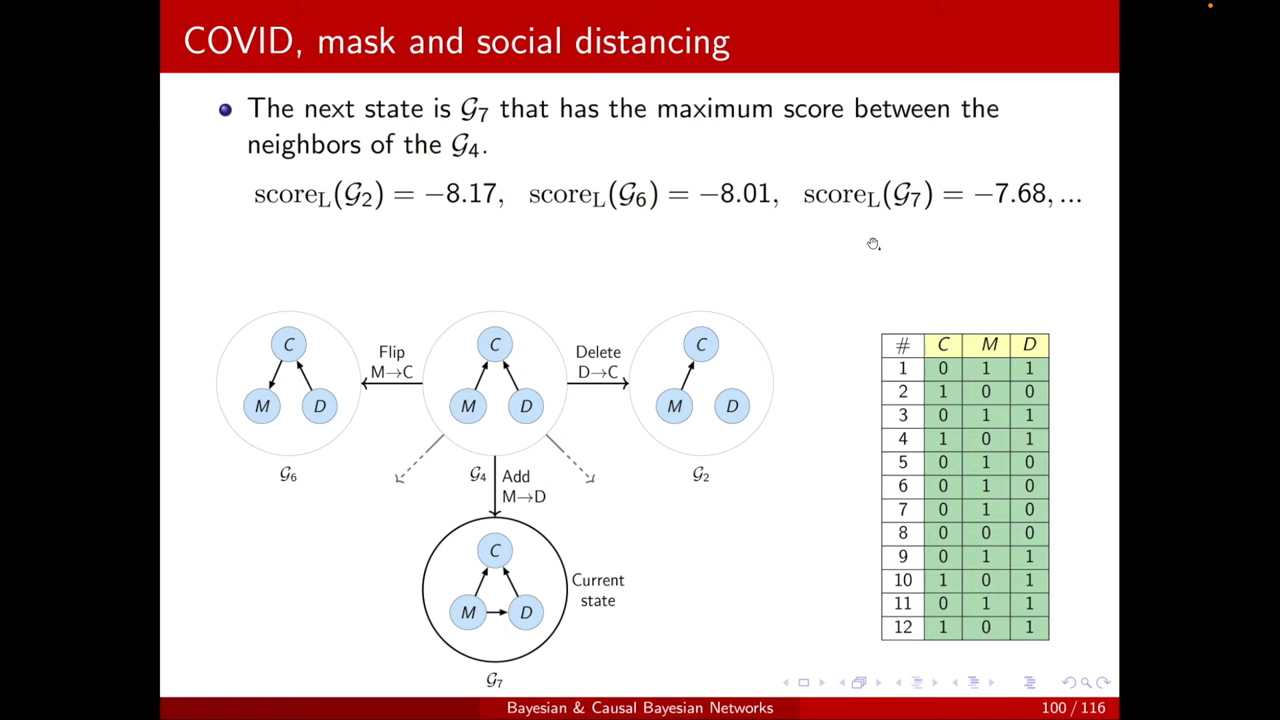 COVID, mask and social distancing
The next state is 𝒢₇ that has the maximum score between the
neighbors of the 𝒢₄.
score_L(𝒢₂) = −8.17, score_L(𝒢₆) = −8.01, score_L(𝒢₇) = −7.68, ...
C
M D
𝒢₆
Flip
M→C
C
M D
𝒢₄
Delete
D→C
C
M D
𝒢₂
Add
M→D
C
M D
𝒢₇
Current
state
# C M D
1 0 1 1
2 1 0 0
3 0 1 1
4 1 0 1
5 0 1 0
6 0 1 0
7 0 1 0
8 0 0 0
9 0 1 1
10 1 0 1
11 0 1 1
12 1 0 1
Bayesian & Causal Bayesian Networks 100 / 116